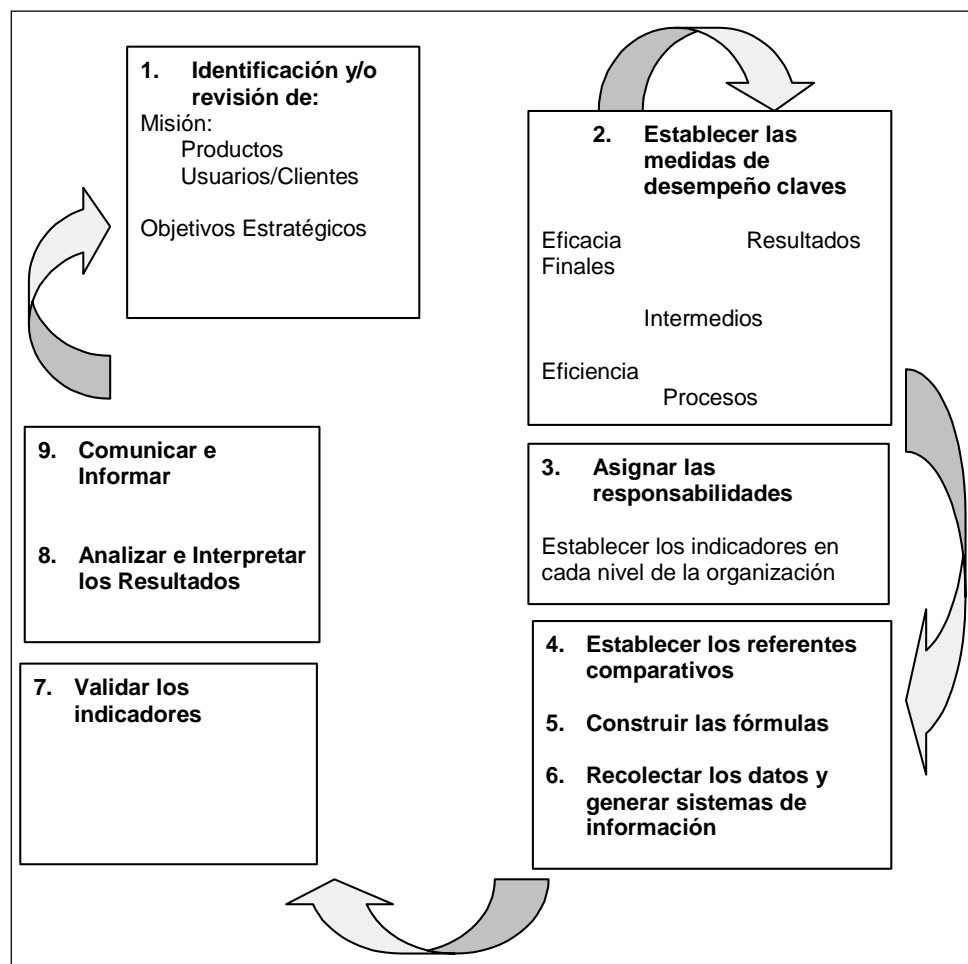 1. Identificación y/o
revisión de:
Misión:
Productos
Usuarios/Clientes
Objetivos Estratégicos
2. Establecer las
medidas de
desempeño claves
Eficacia Resultados
Finales
Intermedios
Eficiencia
Procesos
3. Asignar las
responsabilidades
Establecer los indicadores en
cada nivel de la organización
4. Establecer los referentes
comparativos
5. Construir las fórmulas
6. Recolectar los datos y
generar sistemas de
información
7. Validar los
indicadores
9. Comunicar e
Informar
8. Analizar e Interpretar
los Resultados